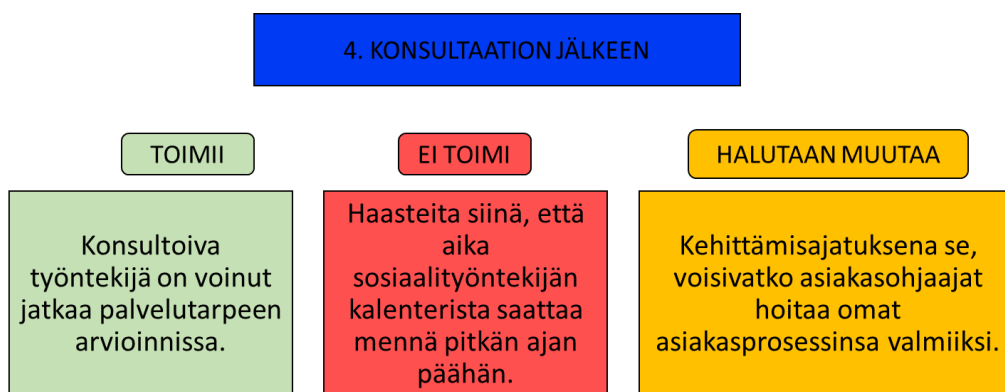 4. KONSULTAATION JÄLKEEN
TOIMII
EI TOIMI
HALUTAAN MUUTAA
Konsultoiva
työntekijä on voinut
jatkaa palvelutarpeen
arvioinnissa.
Haasteita siinä, että
aika
sosiaalityöntekijän
kalenterista saattaa
mennä pitkän ajan
päähän.
Kehittämisajatuksena se,
voisivatko asiakasohjaajat
hoitaa omat
asiakasprosessinsa valmiiksi.